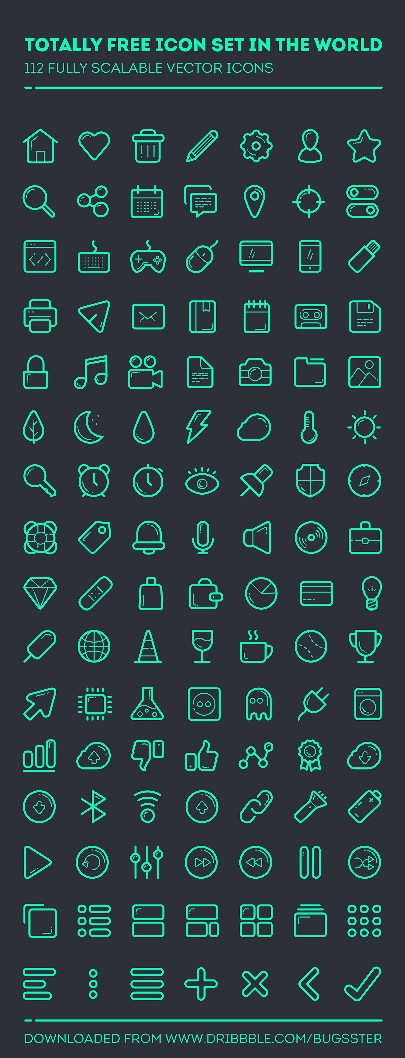 TOTALLY FREE ICON SET IN THE WORLD
112 FULLY SCALABLE VECTOR ICONS
DOWNLOADED FROM WWW.DRIBBBLE.COM/BUGSSTER